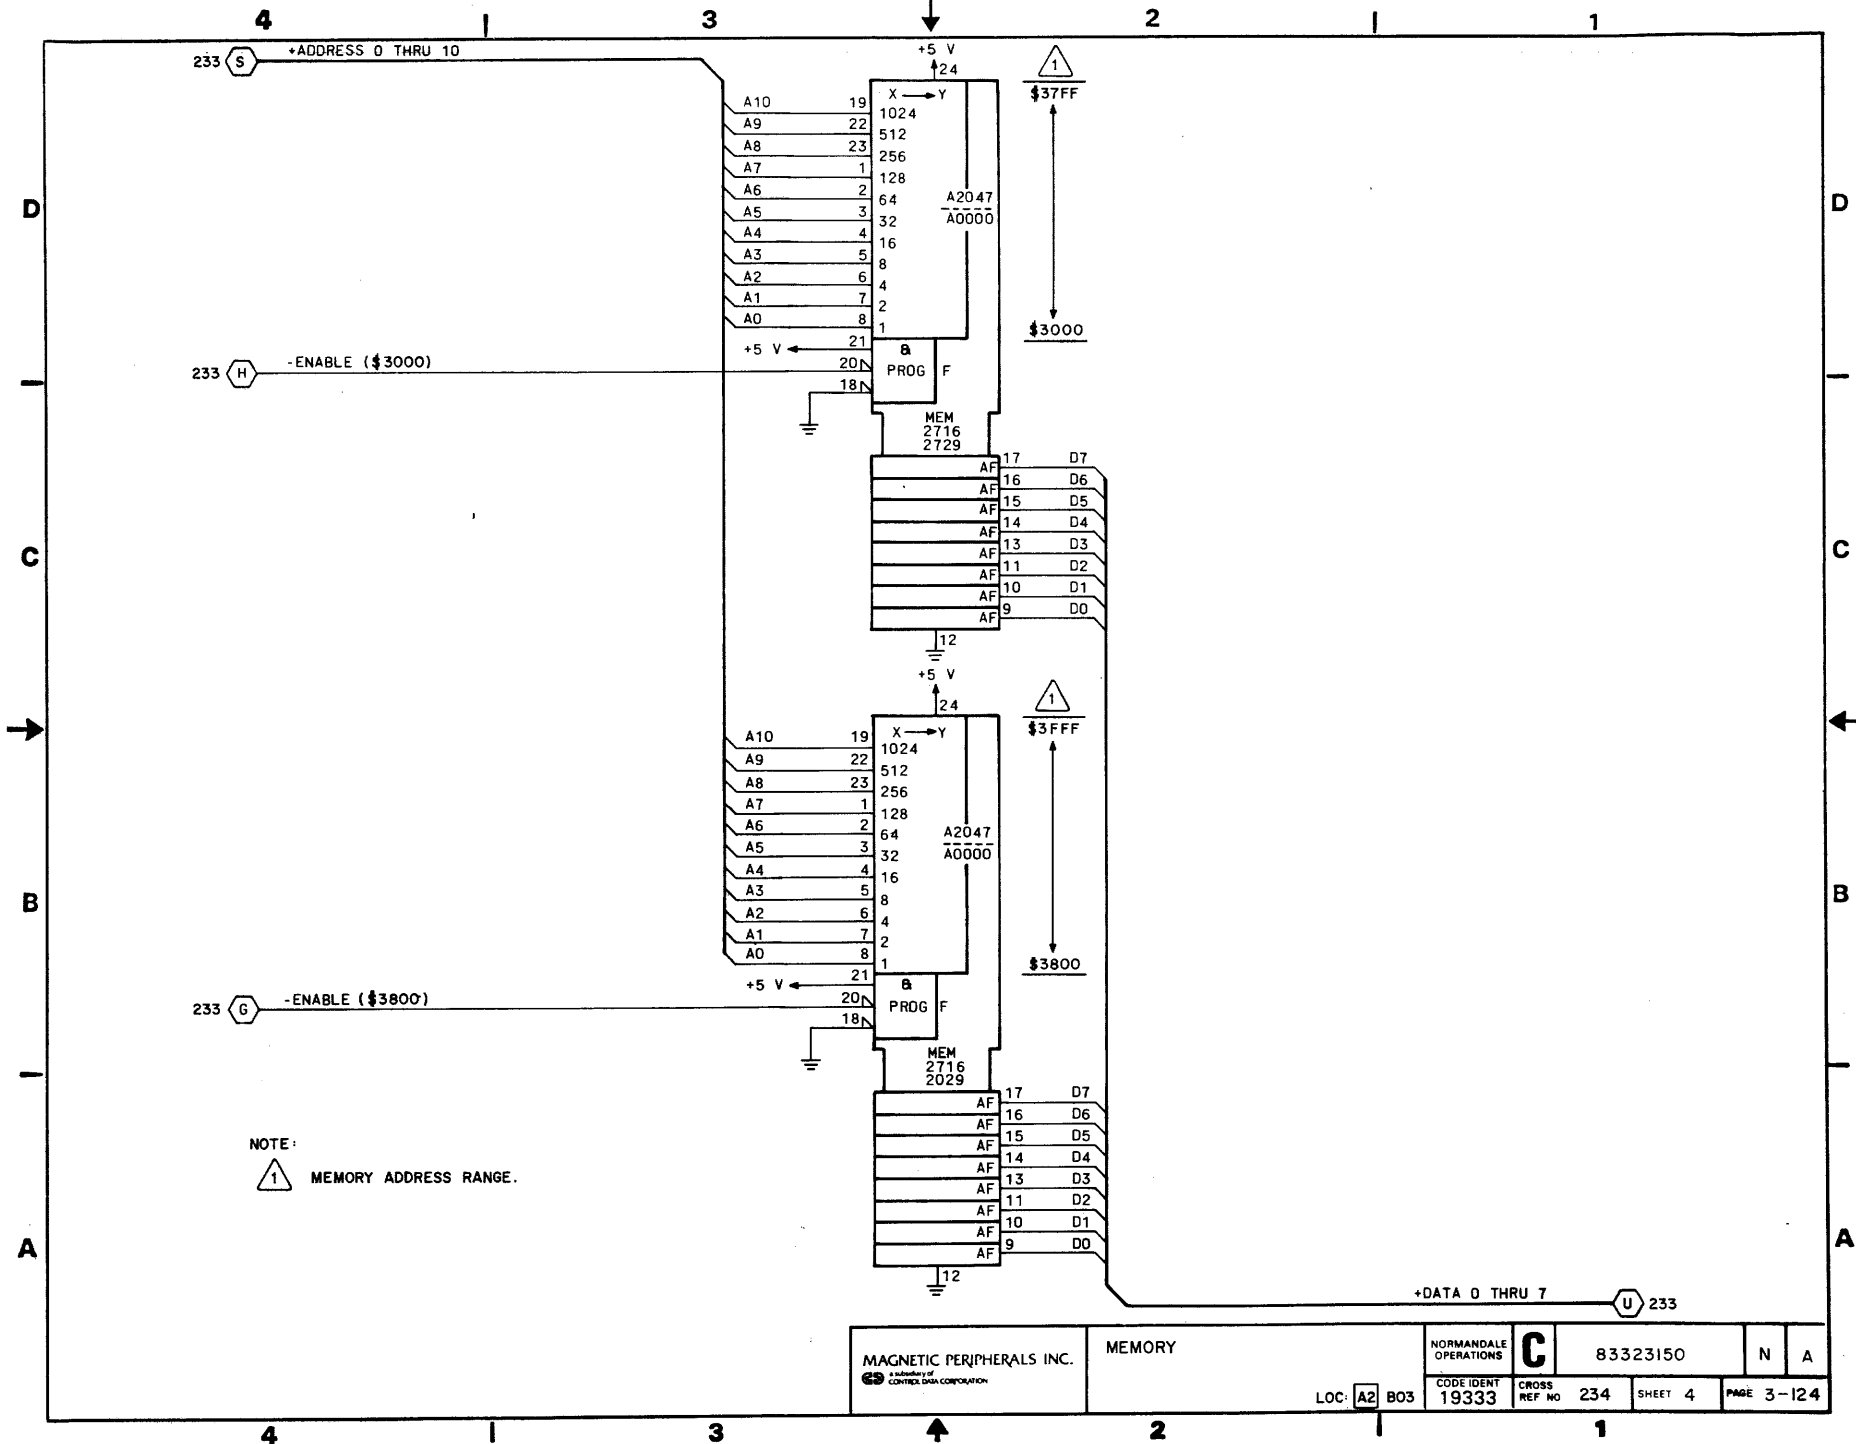 4 3 2 1
+ADDRESS 0 THRU 10
233 S
+5 V
24
1
$37FF
X → Y
A10 19 1024
A9 22 512
A8 23 256
A7 1 128
A6 2 64
A5 3 32
A4 4 16
A3 5 8
A2 6 4
A1 7 2
A0 8 1
A2047
A0000
D D
$3000
+5 V 21 &
233 H -ENABLE ($3000) 20 PROG F
18
MEM
2716
2729
AF 17 D7
AF 16 D6
AF 15 D5
AF 14 D4
AF 13 D3
AF 11 D2
AF 10 D1
AF 9 D0
C C
12
+5 V
24
1
$3FFF
X → Y
A10 19 1024
A9 22 512
A8 23 256
A7 1 128
A6 2 64
A5 3 32
A4 4 16
A3 5 8
A2 6 4
A1 7 2
A0 8 1
A2047
A0000
B B
$3800
+5 V 21 &
233 G -ENABLE ($3800) 20 PROG F
18
MEM
2716
2029
AF 17 D7
AF 16 D6
AF 15 D5
AF 14 D4
AF 13 D3
AF 11 D2
AF 10 D1
AF 9 D0
12
NOTE:
1 MEMORY ADDRESS RANGE.
A A
+DATA 0 THRU 7 U 233
MAGNETIC PERIPHERALS INC.
a subsidiary of
CONTROL DATA CORPORATION
MEMORY
LOC: A2 B03
NORMANDALE
OPERATIONS
C
83323150
N
A
CODE IDENT
19333
CROSS
REF NO 234
SHEET 4
PAGE 3-124
4 3 2 1